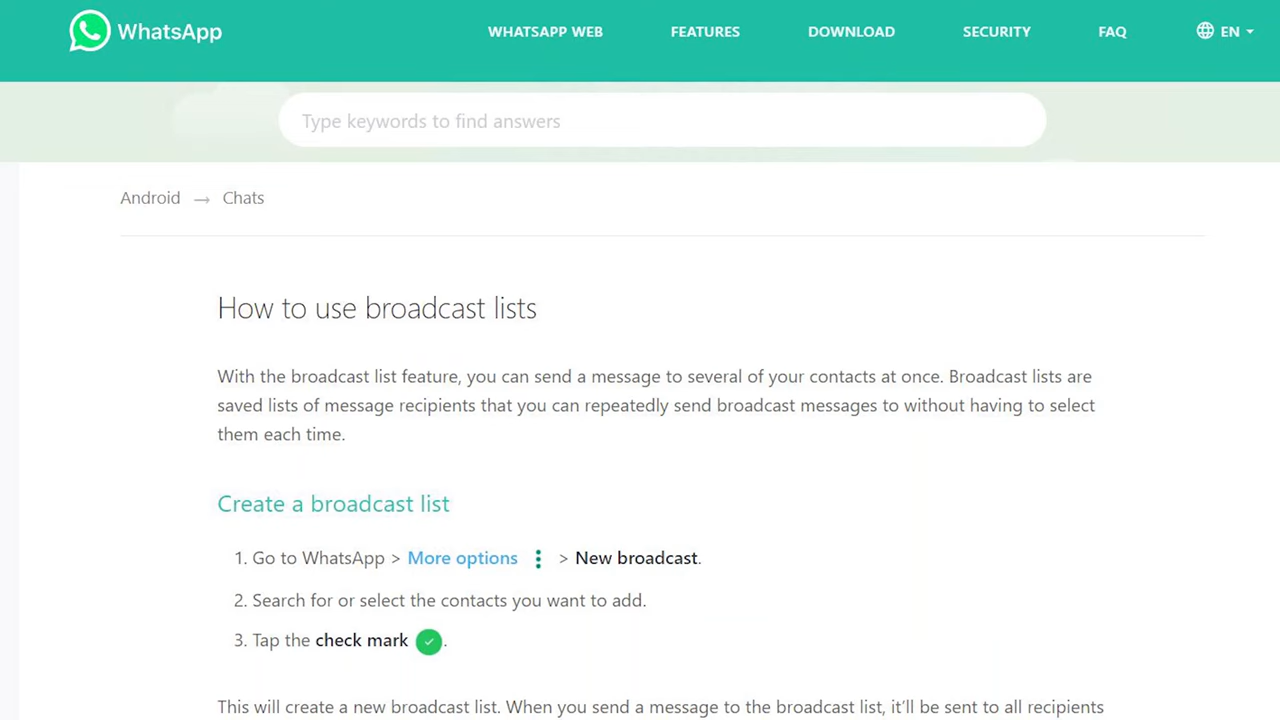 WhatsApp
WHATSAPP WEB
FEATURES
DOWNLOAD
SECURITY
FAQ
EN
Type keywords to find answers
Android → Chats
How to use broadcast lists
With the broadcast list feature, you can send a message to several of your contacts at once. Broadcast lists are
saved lists of message recipients that you can repeatedly send broadcast messages to without having to select
them each time.
Create a broadcast list
1. Go to WhatsApp > More options > New broadcast.
2. Search for or select the contacts you want to add.
3. Tap the check mark .
This will create a new broadcast list. When you send a message to the broadcast list, it’ll be sent to all recipients